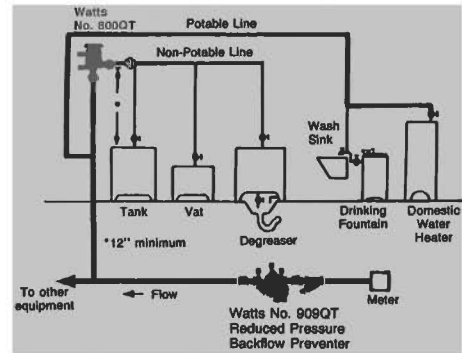 Watts
No. 800QT
Potable Line
Non-Potable Line
*
Wash
Sink
Tank
Vat
Degreaser
Drinking
Fountain
Domestic
Water
Heater
*12" minimum
To other
equipment
Flow
Meter
Watts No. 909QT
Reduced Pressure
Backflow Preventer